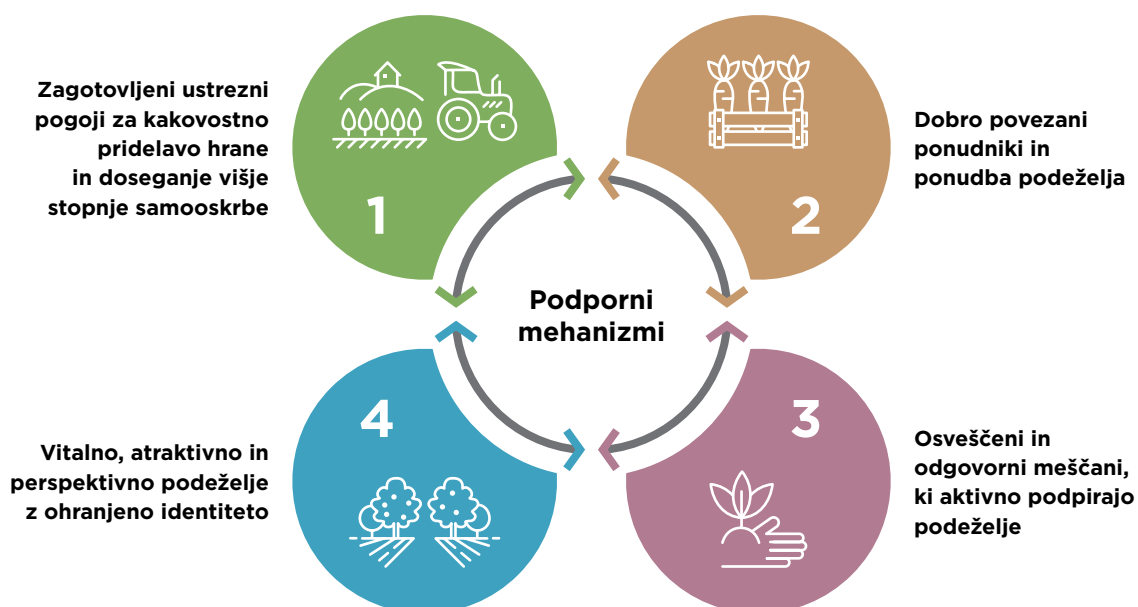 Zagotovljeni ustrezni
pogoji za kakovostno
pridelavo hrane
in doseganje višje
stopnje samooskrbe
1
2
Dobro povezani
ponudniki in
ponudba podeželja
Podporni
mehanizmi
3
Osveščeni in
odgovorni meščani,
ki aktivno podpirajo
podeželje
4
Vitalno, atraktivno in
perspektivno podeželje
z ohranjeno identiteto